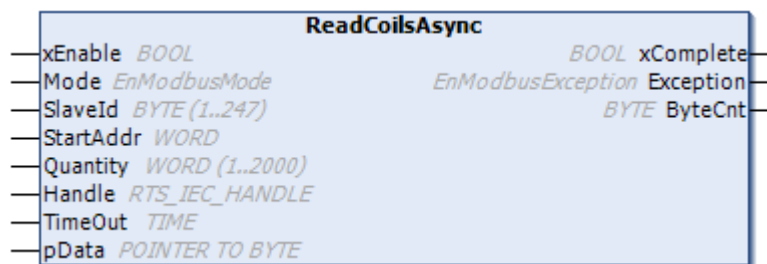 ReadCoilsAsync
xEnable BOOL BOOL xComplete
Mode EnModbusMode EnModbusException Exception
SlaveId BYTE (1..247) BYTE ByteCnt
StartAddr WORD
Quantity WORD (1..2000)
Handle RTS_IEC_HANDLE
TimeOut TIME
pData POINTER TO BYTE